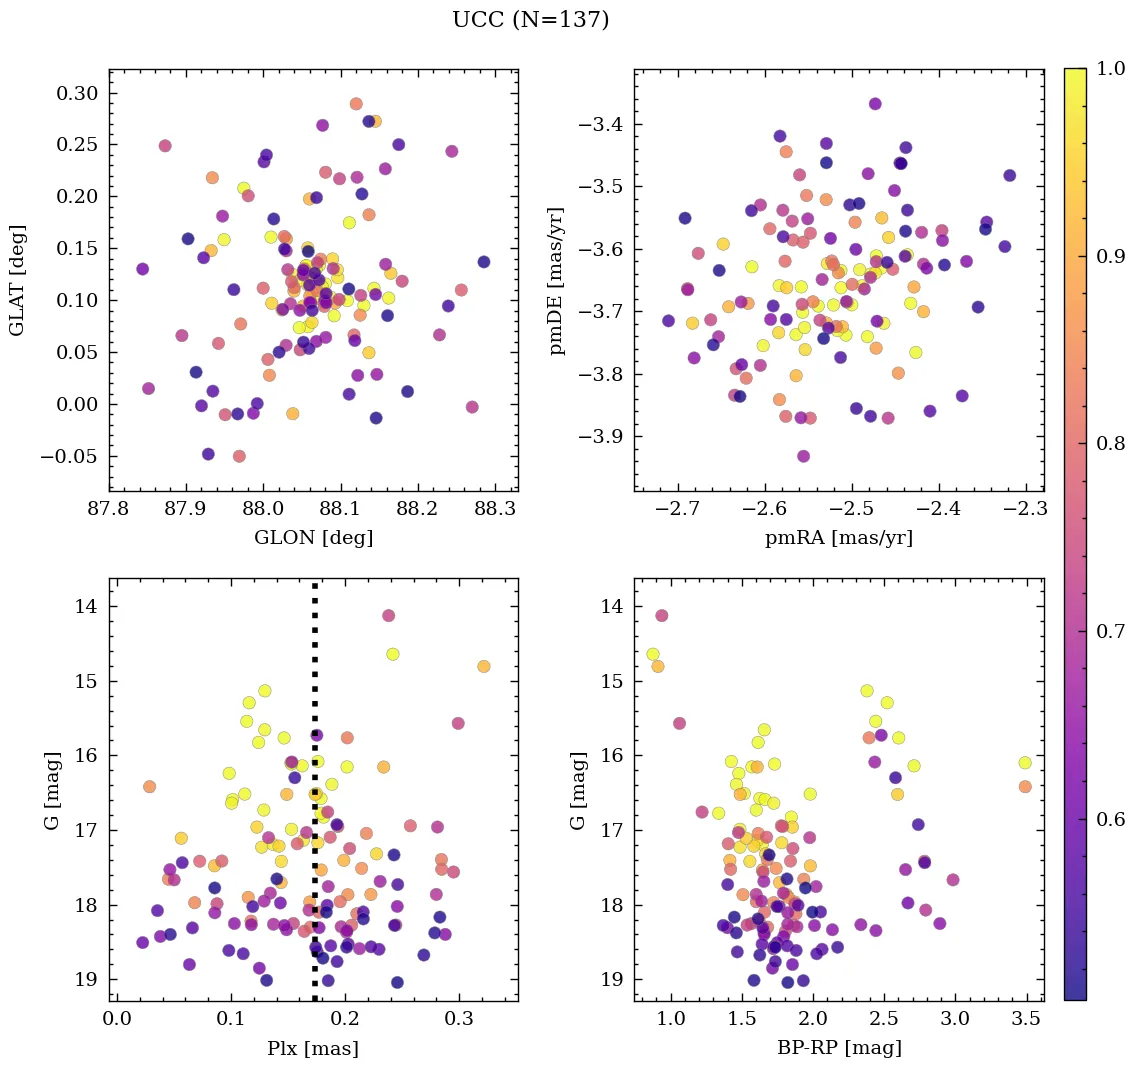 UCC (N=137)
0.30
0.25
0.20
0.15
0.10
0.05
0.00
−0.05
GLAT [deg]
87.8 87.9 88.0 88.1 88.2 88.3
GLON [deg]
−3.4
−3.5
−3.6
−3.7
−3.8
−3.9
pmDE [mas/yr]
−2.7 −2.6 −2.5 −2.4 −2.3
pmRA [mas/yr]
14
15
16
17
18
19
G [mag]
0.0 0.1 0.2 0.3
Plx [mas]
14
15
16
17
18
19
G [mag]
1.0 1.5 2.0 2.5 3.0 3.5
BP-RP [mag]
1.0
0.9
0.8
0.7
0.6